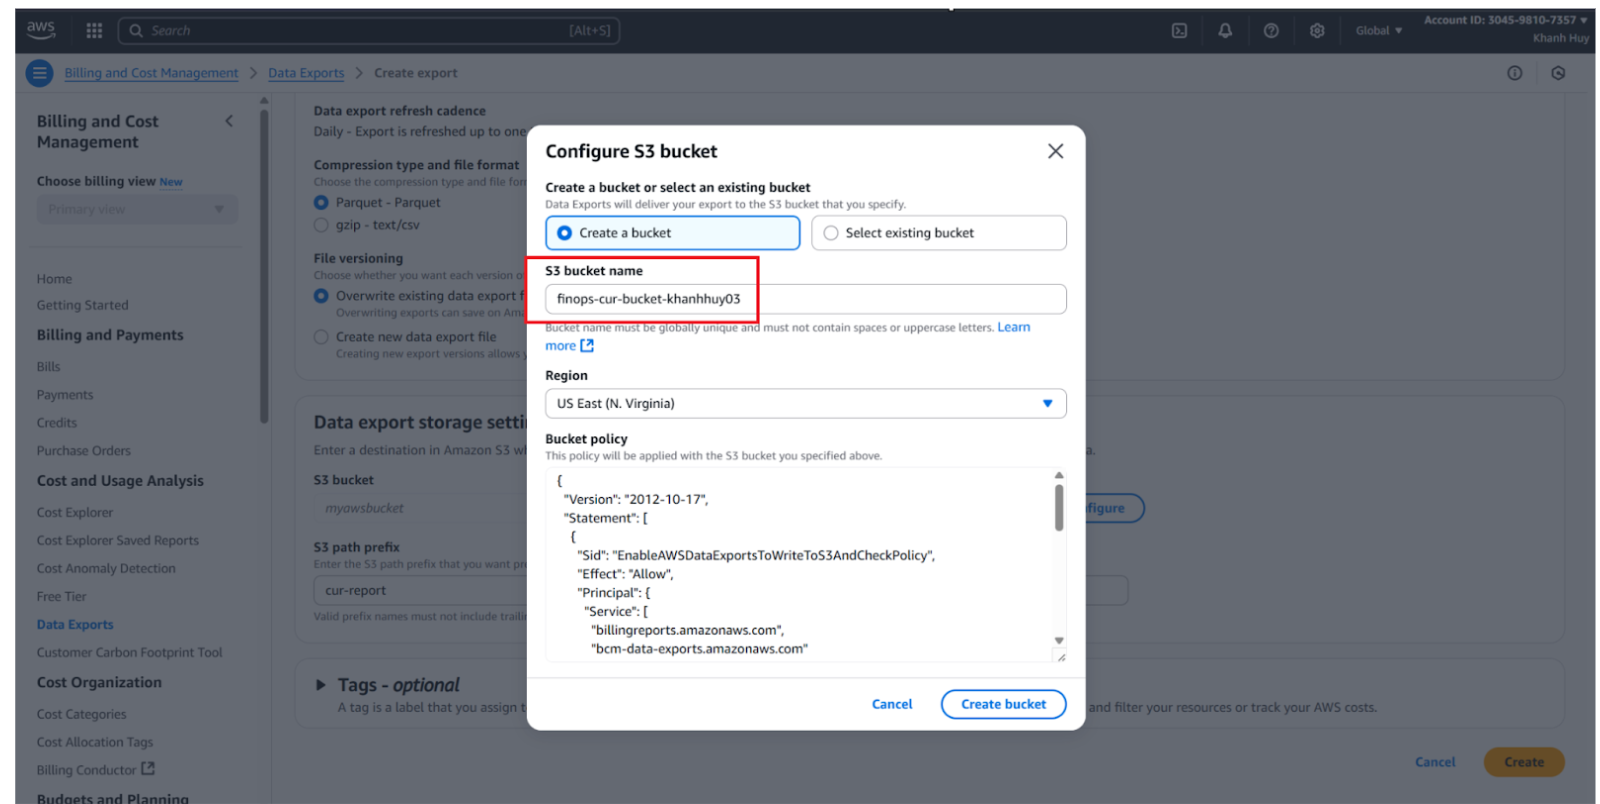 aws
Search
[Alt+S]
Global
Account ID: 3045-9810-7357
Khanh Huy
Billing and Cost Management > Data Exports > Create export
Billing and Cost
Management
Choose billing view New
Primary view
Home
Getting Started
Billing and Payments
Bills
Payments
Credits
Purchase Orders
Cost and Usage Analysis
Cost Explorer
Cost Explorer Saved Reports
Cost Anomaly Detection
Free Tier
Data Exports
Customer Carbon Footprint Tool
Cost Organization
Cost Categories
Cost Allocation Tags
Billing Conductor
Budgets and Planning
Data export refresh cadence
Daily - Export is refreshed up to one
Compression type and file format
Choose the compression type and file
Parquet - Parquet
gzip - text/csv
File versioning
Choose whether you want each version
Overwrite existing data export
Overwriting exports can save on
Create new data export file
Creating new export versions allows
Data export storage
Enter a destination in Amazon S3
S3 bucket
myawsbucket
S3 path prefix
Enter the S3 path prefix that you want
cur-report
Valid prefix names must not include
Tags - optional
A tag is a label that you assign
and filter your resources or track your AWS costs.
Cancel
Create
Configure S3 bucket
Create a bucket or select an existing bucket
Data Exports will deliver your export to the S3 bucket that you specify.
Create a bucket
Select existing bucket
S3 bucket name
finops-cur-bucket-khanhhuy03
Bucket name must be globally unique and must not contain spaces or uppercase letters. Learn
more
Region
US East (N. Virginia)
Bucket policy
This policy will be applied with the S3 bucket you specified above.
{
"Version": "2012-10-17",
"Statement": [
{
"Sid": "EnableAWSDataExportsToWriteToS3AndCheckPolicy",
"Effect": "Allow",
"Principal": {
"Service": [
"billingreports.amazonaws.com",
"bcm-data-exports.amazonaws.com"
Cancel
Create bucket